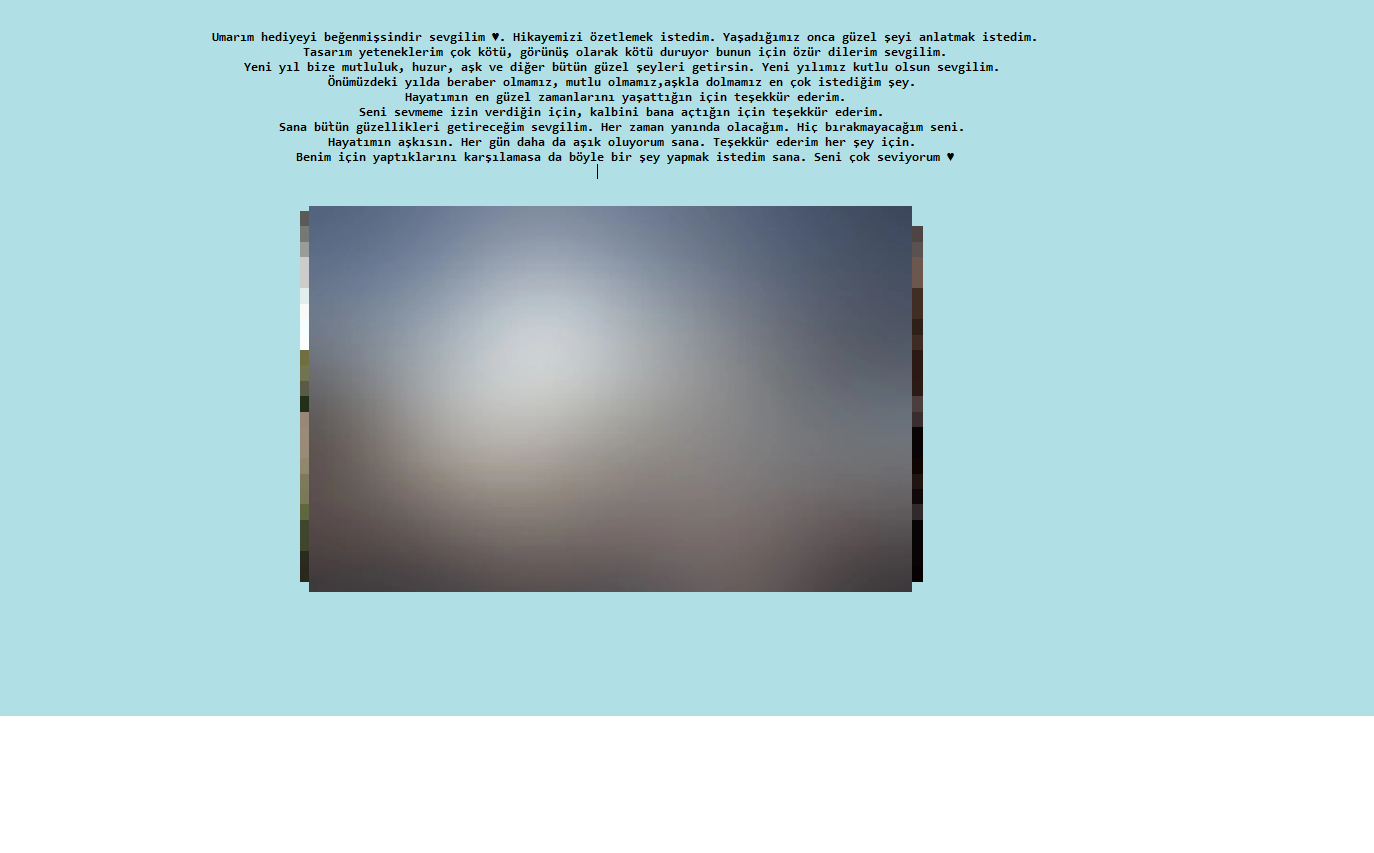 Umarım hediyeyi beğenmişsindir sevgilim ♥. Hikayemizi özetlemek istedim. Yaşadığımız onca güzel şeyi anlatmak istedim.
Tasarım yeteneklerim çok kötü, görünüş olarak kötü duruyor bunun için özür dilerim sevgilim.
Yeni yıl bize mutluluk, huzur, aşk ve diğer bütün güzel şeyleri getirsin. Yeni yılımız kutlu olsun sevgilim.
Önümüzdeki yılda beraber olmamız, mutlu olmamız,aşkla dolmamız en çok istediğim şey.
Hayatımın en güzel zamanlarını yaşattığın için teşekkür ederim.
Seni sevmeme izin verdiğin için, kalbini bana açtığın için teşekkür ederim.
Sana bütün güzellikleri getireceğim sevgilim. Her zaman yanında olacağım. Hiç bırakmayacağım seni.
Hayatımın aşkısın. Her gün daha da aşık oluyorum sana. Teşekkür ederim her şey için.
Benim için yaptıklarını karşılamasa da böyle bir şey yapmak istedim sana. Seni çok seviyorum ♥